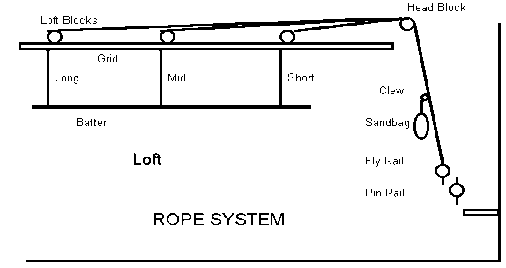 Head Block
Loft Blocks
Grid
Long
Mid
Short
Clew
Batten
Sandbag
Loft
Fly Rail
Pin Rail
ROPE SYSTEM